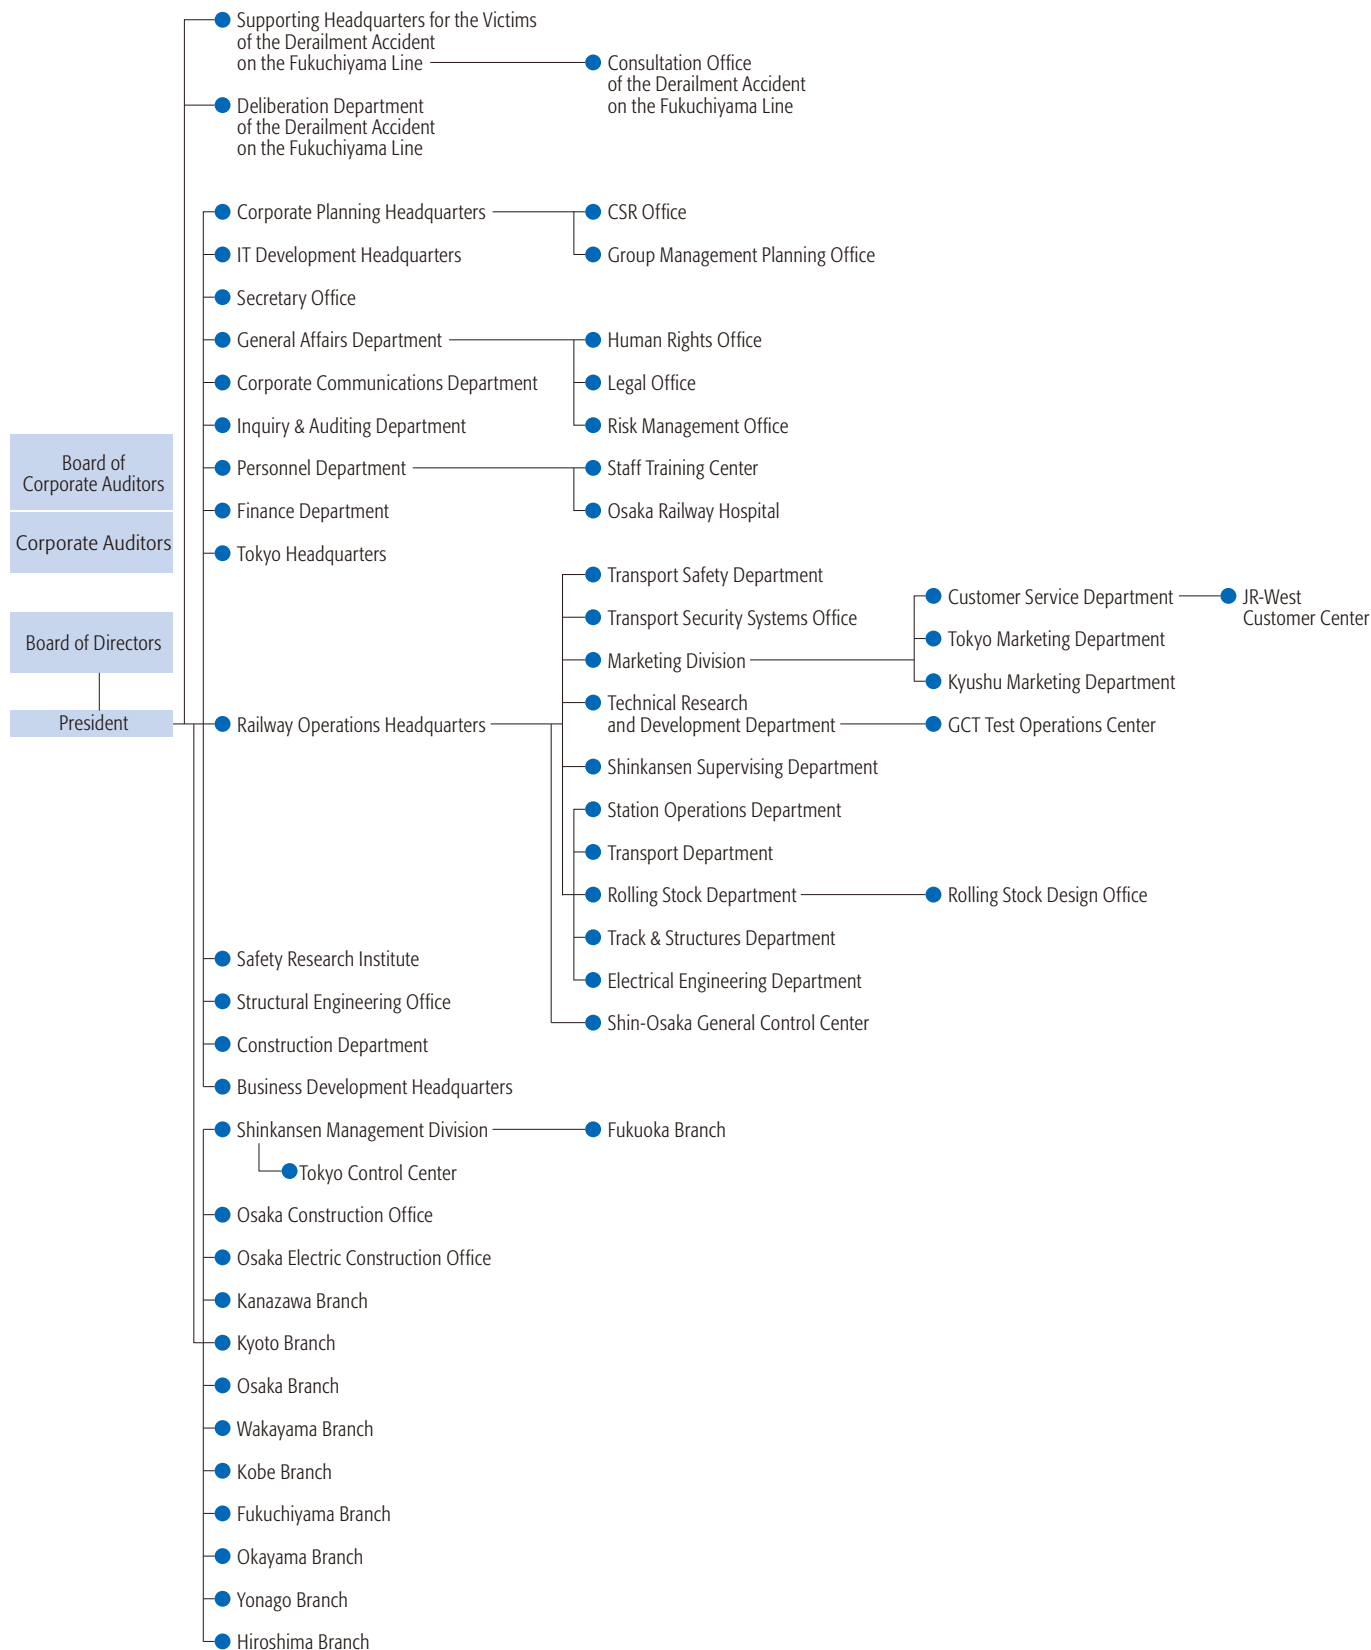 Supporting Headquarters for the Victims
of the Derailment Accident
on the Fukuchiyama Line
Consultation Office
of the Derailment Accident
on the Fukuchiyama Line
Deliberation Department
of the Derailment Accident
on the Fukuchiyama Line
Corporate Planning Headquarters
CSR Office
IT Development Headquarters
Group Management Planning Office
Secretary Office
General Affairs Department
Human Rights Office
Corporate Communications Department
Legal Office
Inquiry & Auditing Department
Risk Management Office
Board of
Corporate Auditors
Personnel Department
Staff Training Center
Finance Department
Osaka Railway Hospital
Corporate Auditors
Tokyo Headquarters
Transport Safety Department
Customer Service Department
JR-West
Customer Center
Transport Security Systems Office
Board of Directors
Tokyo Marketing Department
Marketing Division
Kyushu Marketing Department
President
Railway Operations Headquarters
Technical Research
and Development Department
GCT Test Operations Center
Shinkansen Supervising Department
Station Operations Department
Transport Department
Rolling Stock Department
Rolling Stock Design Office
Track & Structures Department
Safety Research Institute
Electrical Engineering Department
Structural Engineering Office
Shin-Osaka General Control Center
Construction Department
Business Development Headquarters
Shinkansen Management Division
Fukuoka Branch
Tokyo Control Center
Osaka Construction Office
Osaka Electric Construction Office
Kanazawa Branch
Kyoto Branch
Osaka Branch
Wakayama Branch
Kobe Branch
Fukuchiyama Branch
Okayama Branch
Yonago Branch
Hiroshima Branch